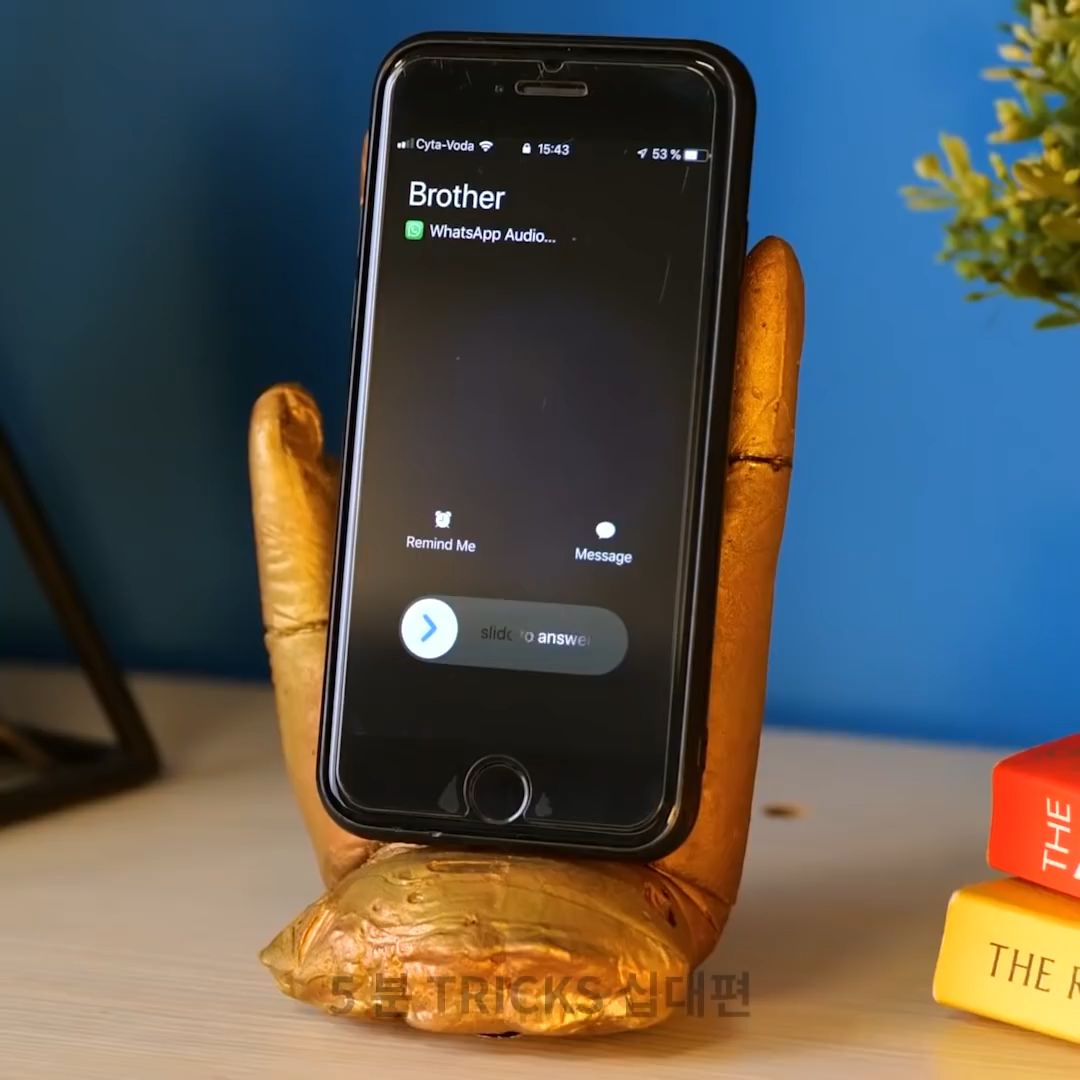 Cyta-Voda 15:43 53 %
Brother
WhatsApp Audio...
Remind Me
Message
slide to answer
THE
THE
5 분 TRICKS 십대편